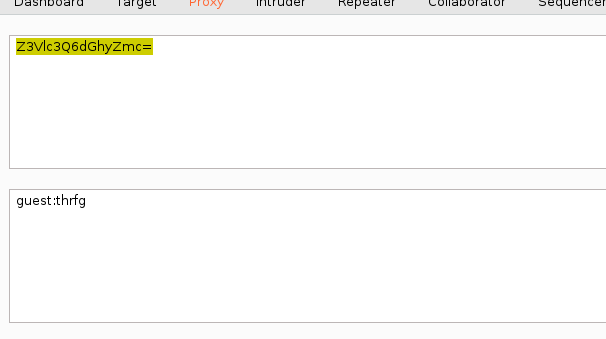 Dashboard Target Proxy Intruder Repeater Collaborator Sequencer
Z3Vlc3Q6dGhyZmc=
guest:thrfg